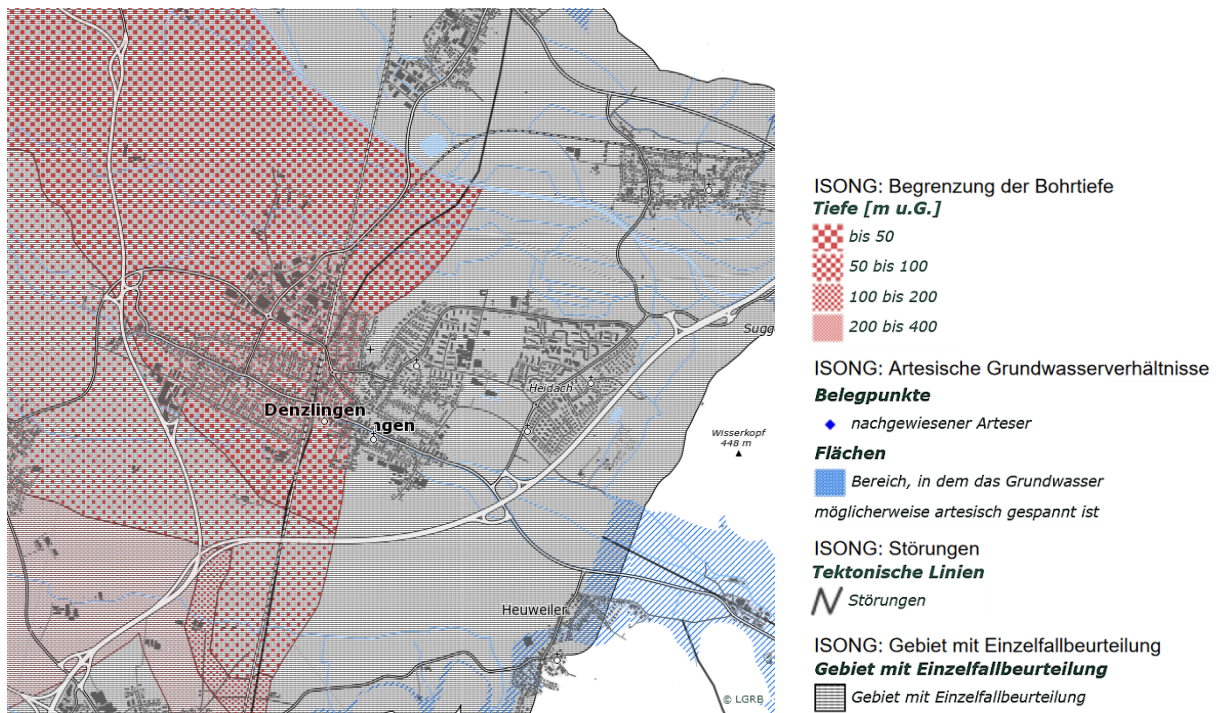 Sugg
Heidach
Denzlingen
ngen
Wisserkopf
448 m
Heuweiler
© LGRB
ISONG: Begrenzung der Bohrtiefe
Tiefe [m u.G.]
bis 50
50 bis 100
100 bis 200
200 bis 400
ISONG: Artesische Grundwasserverhältnisse
Belegpunkte
nachgewiesener Arteser
Flächen
Bereich, in dem das Grundwasser
möglicherweise artesisch gespannt ist
ISONG: Störungen
Tektonische Linien
Störungen
ISONG: Gebiet mit Einzelfallbeurteilung
Gebiet mit Einzelfallbeurteilung
Gebiet mit Einzelfallbeurteilung